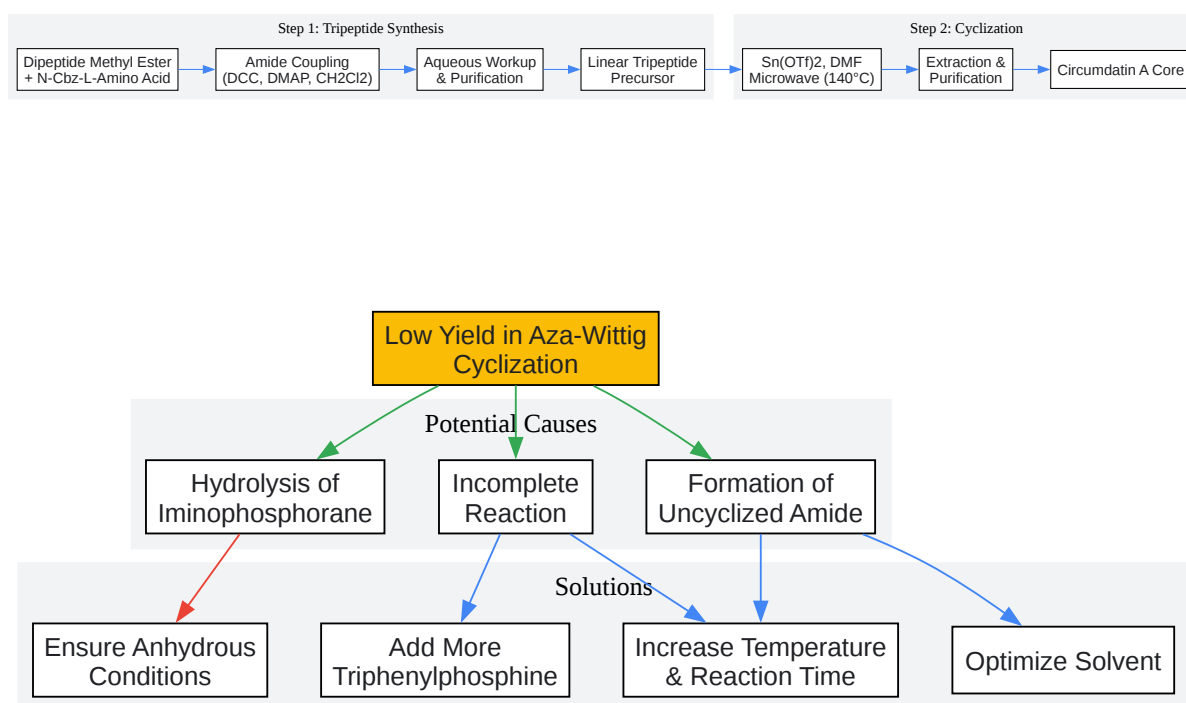 Step 1: Tripeptide Synthesis
Step 2: Cyclization
Dipeptide Methyl Ester
+ N-Cbz-L-Amino Acid
Amide Coupling
(DCC, DMAP, CH2Cl2)
Aqueous Workup
& Purification
Linear Tripeptide
Precursor
Sn(OTf)2, DMF
Microwave (140°C)
Extraction &
Purification
Circumdatin A Core
Low Yield in Aza-Wittig
Cyclization
Potential Causes
Hydrolysis of
Iminophosphorane
Incomplete
Reaction
Formation of
Uncyclized Amide
Solutions
Ensure Anhydrous
Conditions
Add More
Triphenylphosphine
Increase Temperature
& Reaction Time
Optimize Solvent